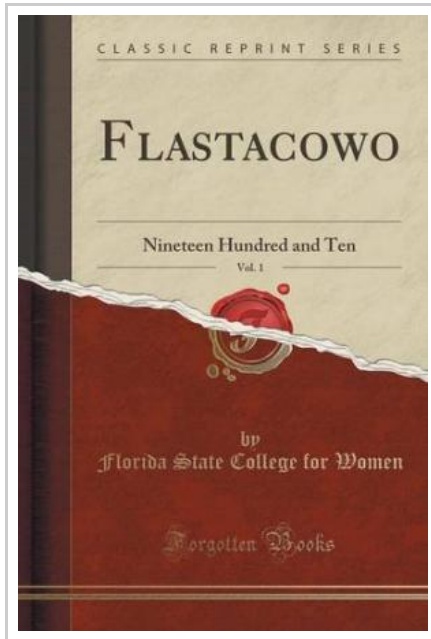 CLASSIC REPRINT SERIES
FLASTACOWO
Nineteen Hundred and Ten
Vol. 1
by
Florida State College for Women
Forgotten Books